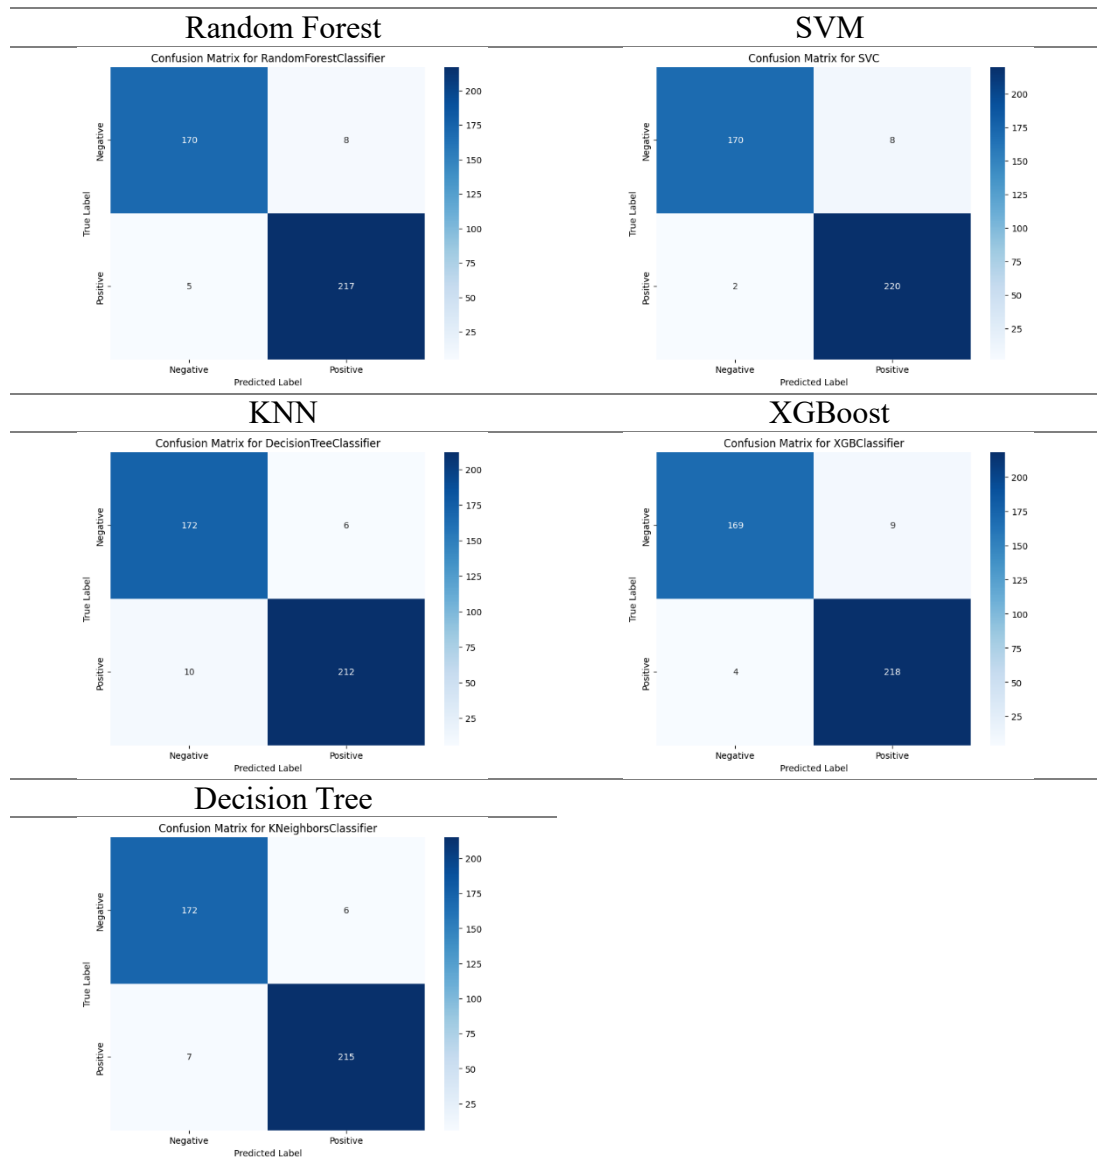 Random Forest
SVM
Confusion Matrix for RandomForestClassifier
200
175
150
125
100
75
50
25
Negative
Positive
True Label
170
8
5
217
Negative
Positive
Predicted Label
Confusion Matrix for SVC
200
175
150
125
100
75
50
25
Negative
Positive
True Label
170
8
2
220
Negative
Positive
Predicted Label
KNN
XGBoost
Confusion Matrix for DecisionTreeClassifier
200
175
150
125
100
75
50
25
Negative
Positive
True Label
172
6
10
212
Negative
Positive
Predicted Label
Confusion Matrix for XGBClassifier
200
175
150
125
100
75
50
25
Negative
Positive
True Label
169
9
4
218
Negative
Positive
Predicted Label
Decision Tree
Confusion Matrix for KNeighborsClassifier
200
175
150
125
100
75
50
25
Negative
Positive
True Label
172
6
7
215
Negative
Positive
Predicted Label